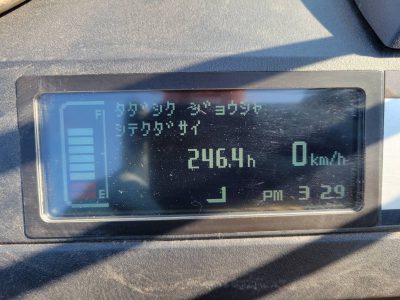 F
タダシク ジョウシャ
シテクダサイ
246.4h 0km/h
E
PM 3 29